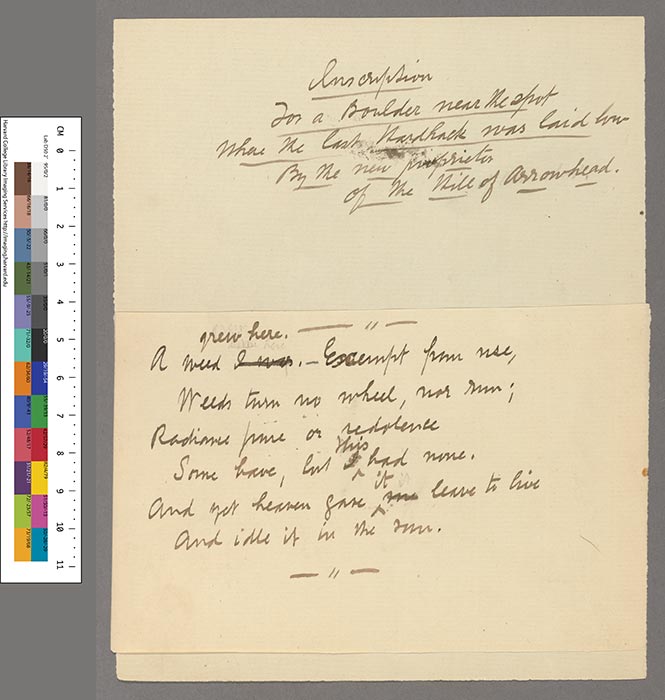 Inscription
For a Boulder near the spot
Where the last Hardhack was laid low
By the new proprietor
of the Hill of Arrowhead.
grew here. — " —
A weed I was. — Exempt from use,
Weeds turn no wheel, nor run;
Radiance pure or redolence
this
Some have, but I had none.
it
And yet heaven gave me leave to live
And idle it in the sun.
— " —
CM 0 1 2 3 4 5 6 7 8 9 10 11
Harvard College Library Imaging Services http://imaging.harvard.edu